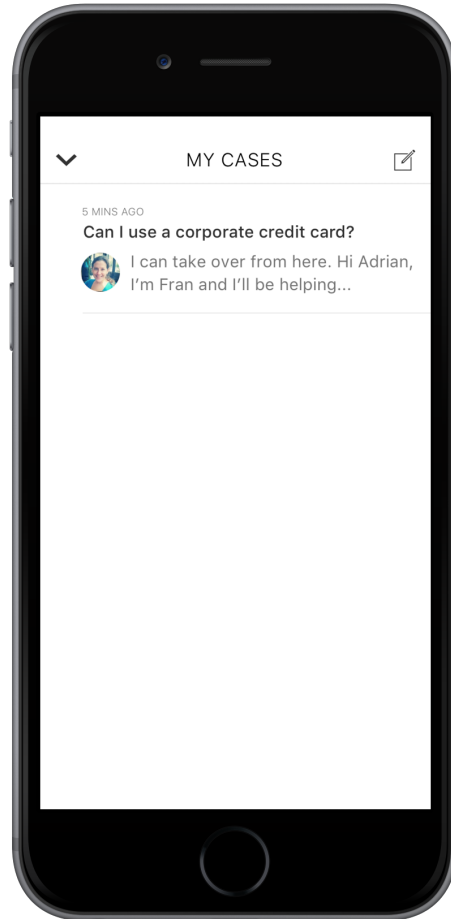 MY CASES
5 MINS AGO
Can I use a corporate credit card?
I can take over from here. Hi Adrian,
I’m Fran and I’ll be helping...